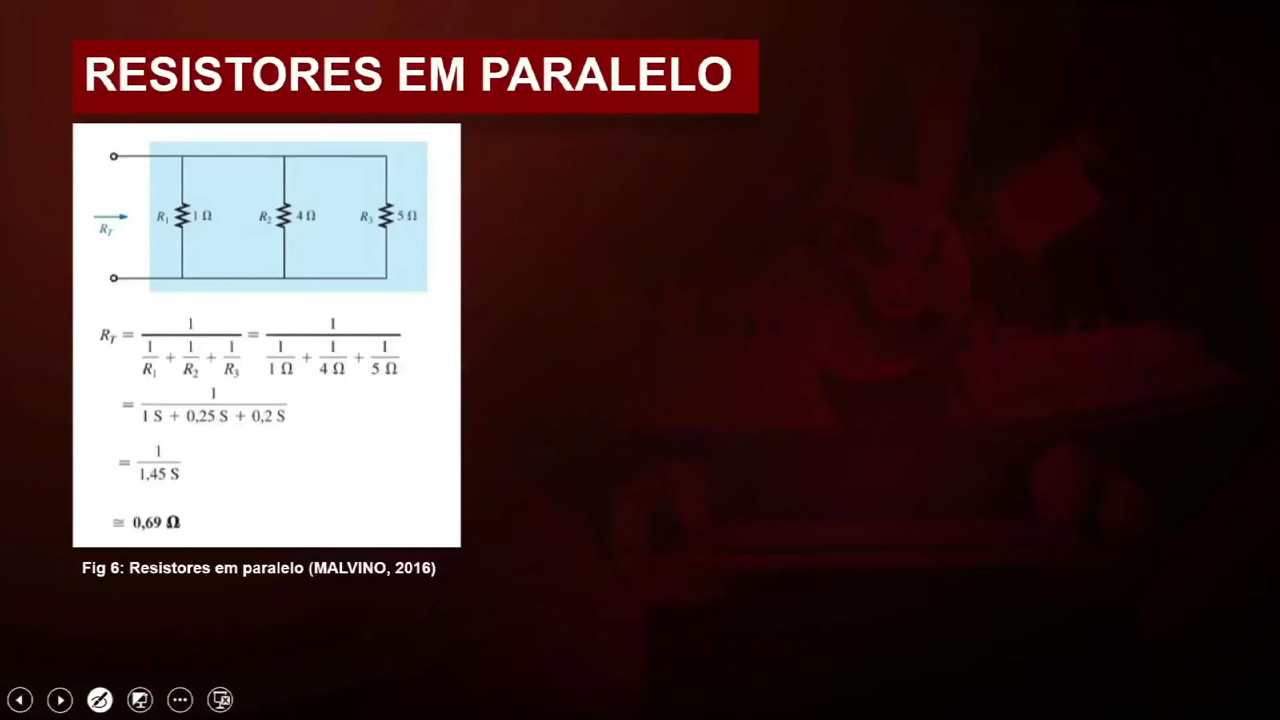 RESISTORES EM PARALELO
R₁ 1 Ω R₂ 4 Ω R₃ 5 Ω
R_T
R_T = 1 / (1/R₁ + 1/R₂ + 1/R₃) = 1 / (1/1 Ω + 1/4 Ω + 1/5 Ω)
= 1 / (1 S + 0,25 S + 0,2 S)
= 1 / 1,45 S
≅ 0,69 Ω
Fig 6: Resistores em paralelo (MALVINO, 2016)